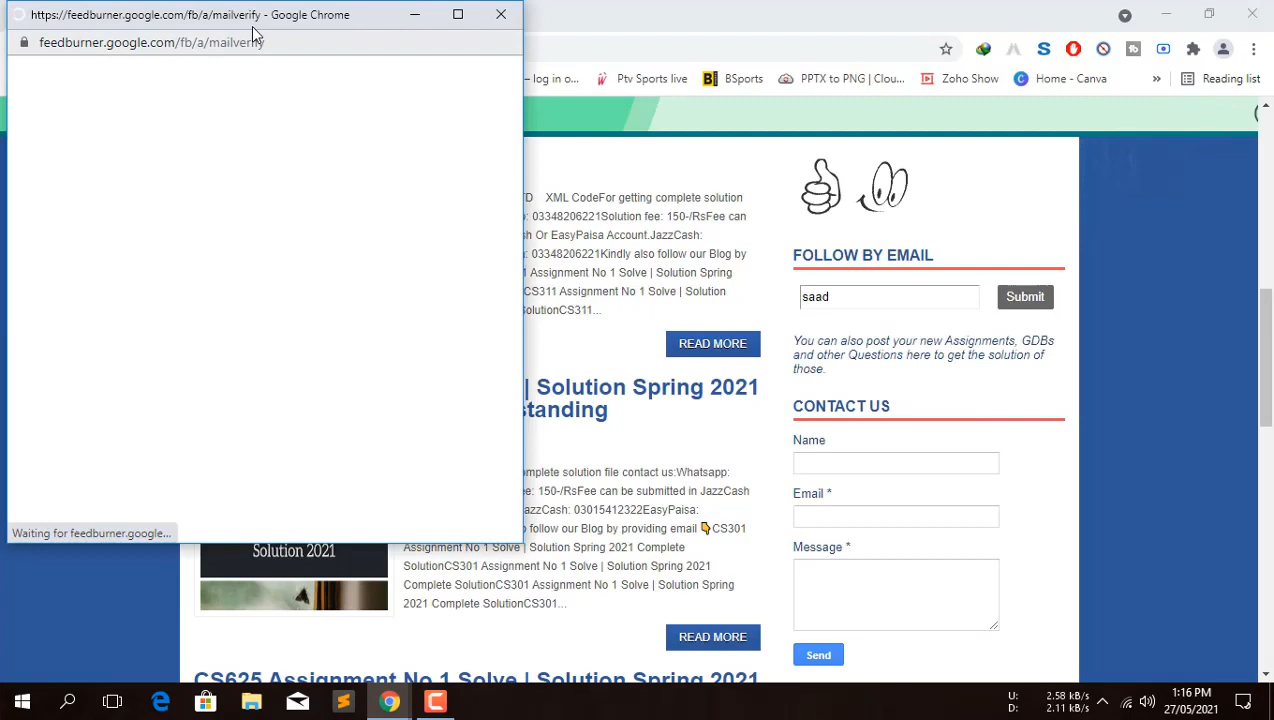 https://feedburner.google.com/fb/a/mailverify - Google Chrome
feedburner.google.com/fb/a/mailverify
– log in o...
Ptv Sports live
BSports
PPTX to PNG | Clou...
Zoho Show
Home - Canva
»
Reading list
XML CodeFor getting complete solution
: 03348206221Solution fee: 150-/RsFee can
sh Or EasyPaisa Account.JazzCash:
: 03348206221Kindly also follow our Blog by
1 Assignment No 1 Solve | Solution Spring
CS311 Assignment No 1 Solve | Solution
SolutionCS311...
READ MORE
| Solution Spring 2021
standing
mplete solution file contact us:Whatsapp:
: 150-/RsFee can be submitted in JazzCash
zCash: 03015412322EasyPaisa:
follow our Blog by providing email 👇CS301
Assignment No 1 Solve | Solution Spring 2021 Complete
SolutionCS301 Assignment No 1 Solve | Solution Spring
2021 Complete SolutionCS301 Assignment No 1 Solve |
Complete SolutionCS301...
READ MORE
Solution 2021
CS625 Assignment No 1 Solve | Solution Spring 2021
FOLLOW BY EMAIL
saad
Submit
You can also post your new Assignments, GDBs
and other Questions here to get the solution of
those.
CONTACT US
Name
Email *
Message *
Send
Waiting for feedburner.google...
U: 2.58 kB/s
D: 2.11 kB/s
1:16 PM
27/05/2021